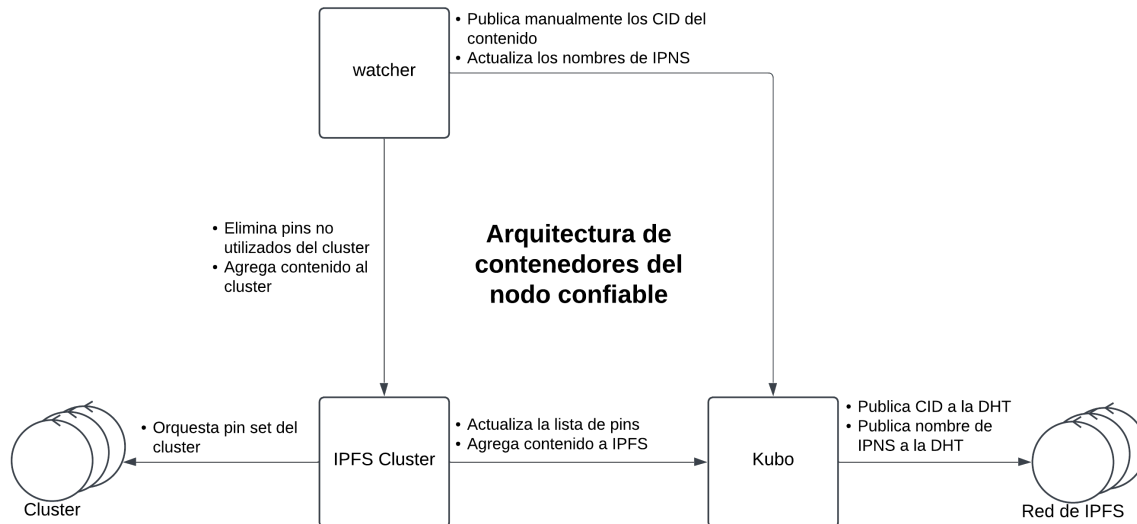 • Publica manualmente los CID del
contenido
• Actualiza los nombres de IPNS
watcher
• Elimina pins no
utilizados del cluster
• Agrega contenido al
cluster
Arquitectura de
contenedores del
nodo confiable
• Orquesta pin set del
cluster
Cluster
IPFS Cluster
• Actualiza la lista de pins
• Agrega contenido a IPFS
Kubo
• Publica CID a la DHT
• Publica nombre de
IPNS a la DHT
Red de IPFS